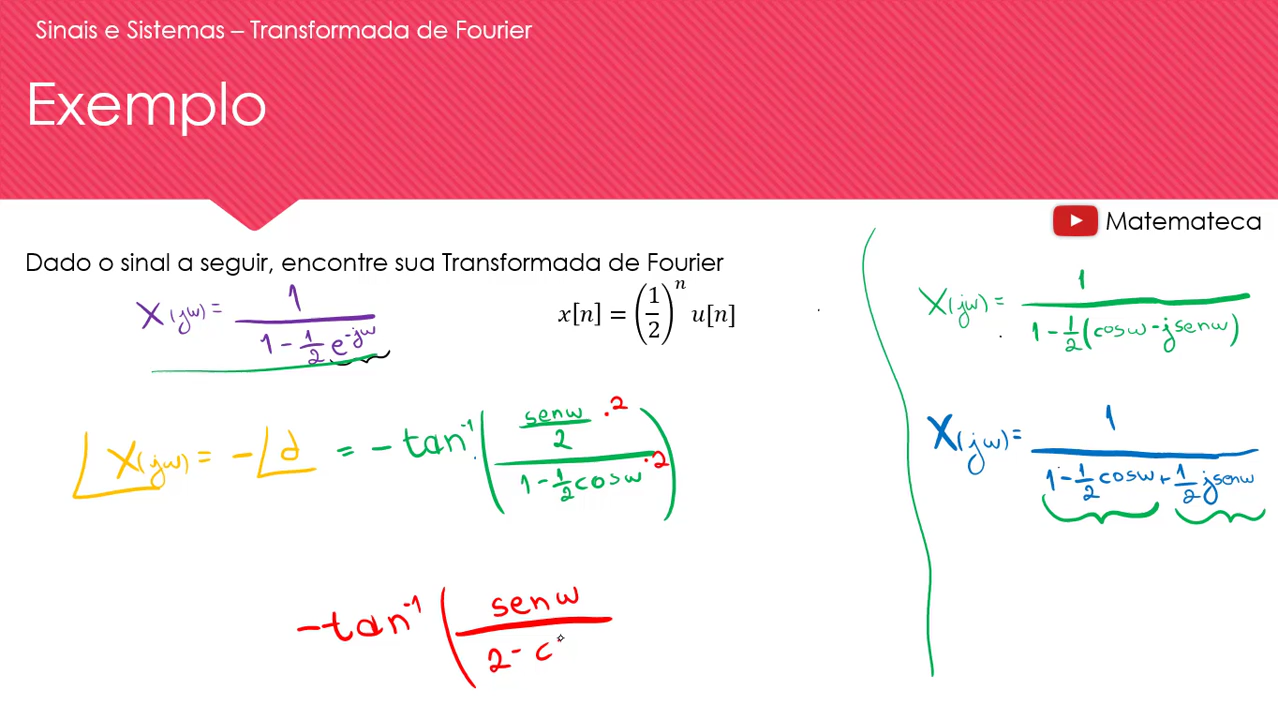 Sinais e Sistemas – Transformada de Fourier
Exemplo
Matemateca
Dado o sinal a seguir, encontre sua Transformada de Fourier
X(jw) = 1 / (1 - 1/2 e^-jw)
x[n] = (1/2)^n u[n]
X(jw) = 1 / (1 - 1/2 (cosw - jsenw))
∠X(jw) = -∠d = -tan^-1 ((senw/2 .2) / (1 - 1/2 cosw .2))
X(jw) = 1 / (1 - 1/2 cosw + 1/2 jsenw)
-tan^-1 (senw / (2 - c